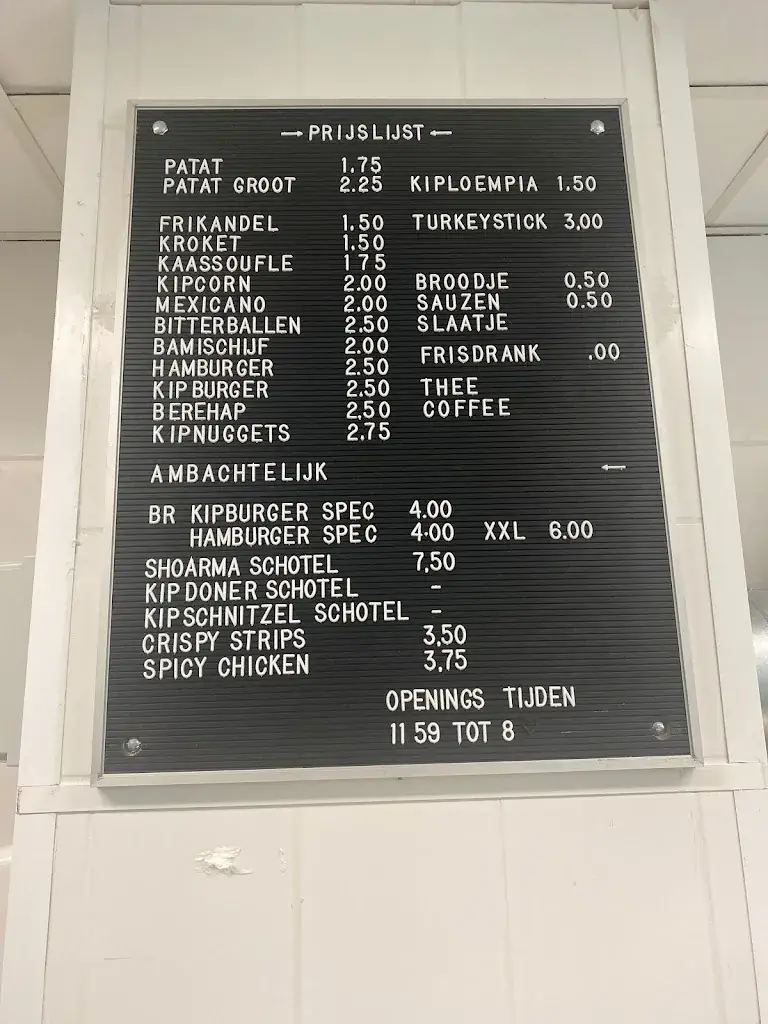 →PRIJSLIJST←
PATAT 1.75
PATAT GROOT 2.25 KIPLOEMPIA 1.50
FRIKANDEL 1.50 TURKEYSTICK 3,00
KROKET 1.50
KAASSOUFLE 1 75
KIPCORN 2.00 BROODJE 0.50
MEXICANO 2.00 SAUZEN 0.50
BITTERBALLEN 2.50 SLAATJE
BAMISCHIJF 2.00 FRISDRANK .00
HAMBURGER 2.50
KIPBURGER 2.50 THEE
BEREHAP 2,50 COFFEE
KIPNUGGETS 2.75
AMBACHTELIJK ←
BR KIPBURGER SPEC 4.00
HAMBURGER SPEC 4.00 XXL 6.00
SHOARMA SCHOTEL 7,50
KIP DONER SCHOTEL -
KIPSCHNITZEL SCHOTEL -
CRISPY STRIPS 3,50
SPICY CHICKEN 3,75
OPENINGS TIJDEN
11 59 TOT 8